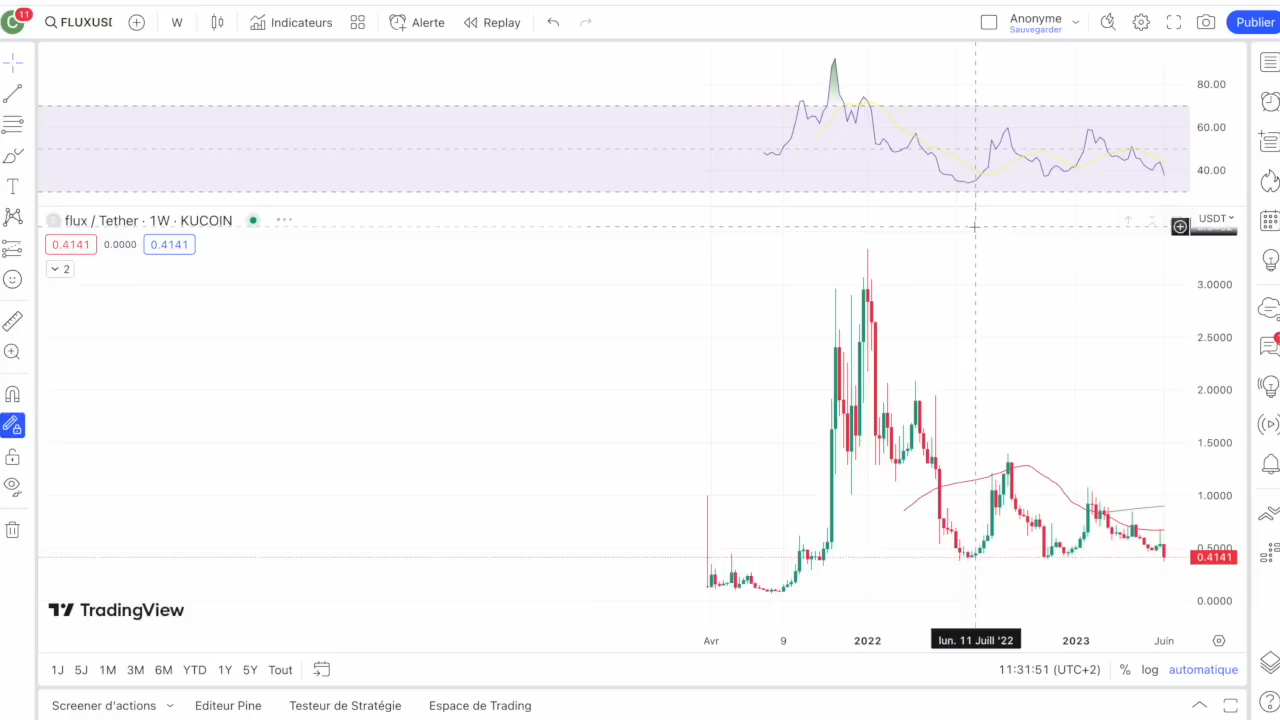 C 11 FLUXUSI W Indicateurs Alerte Replay Anonyme Publier
Sauvegarder
80.00
60.00
40.00
flux / Tether · 1W · KUCOIN
USDT
0.4141 0.0000 0.4141
2
3.0000
2.5000
2.0000
1.5000
1.0000
0.5000
0.4141
0.0000
TradingView
Avr 9 2022 lun. 11 Juill '22 2023 Juin
1J 5J 1M 3M 6M YTD 1Y 5Y Tout 11:31:51 (UTC+2) % log automatique
Screener d'actions Editeur Pine Testeur de Stratégie Espace de Trading